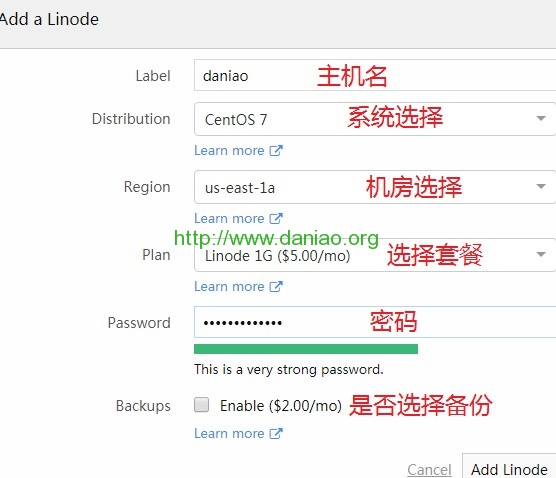 Add a Linode
Label daniao 主机名
Distribution CentOS 7 系统选择
Learn more
Region us-east-1a 机房选择
Learn more
http://www.daniao.org
Plan Linode 1G ($5.00/mo) 选择套餐
Learn more
Password ••••••••••••• 密码
This is a very strong password.
Backups Enable ($2.00/mo) 是否选择备份
Learn more
Cancel Add Linode